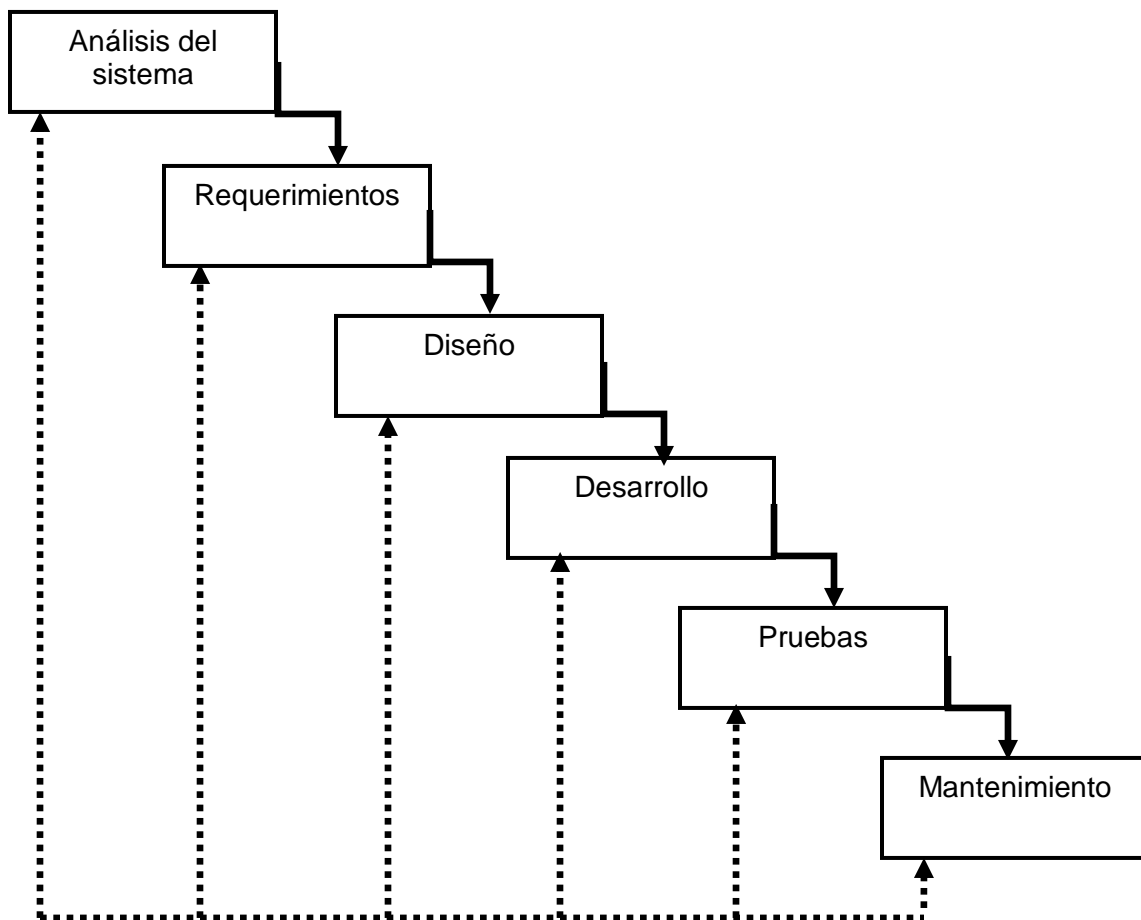 Análisis del
sistema
Requerimientos
Diseño
Desarrollo
Pruebas
Mantenimiento